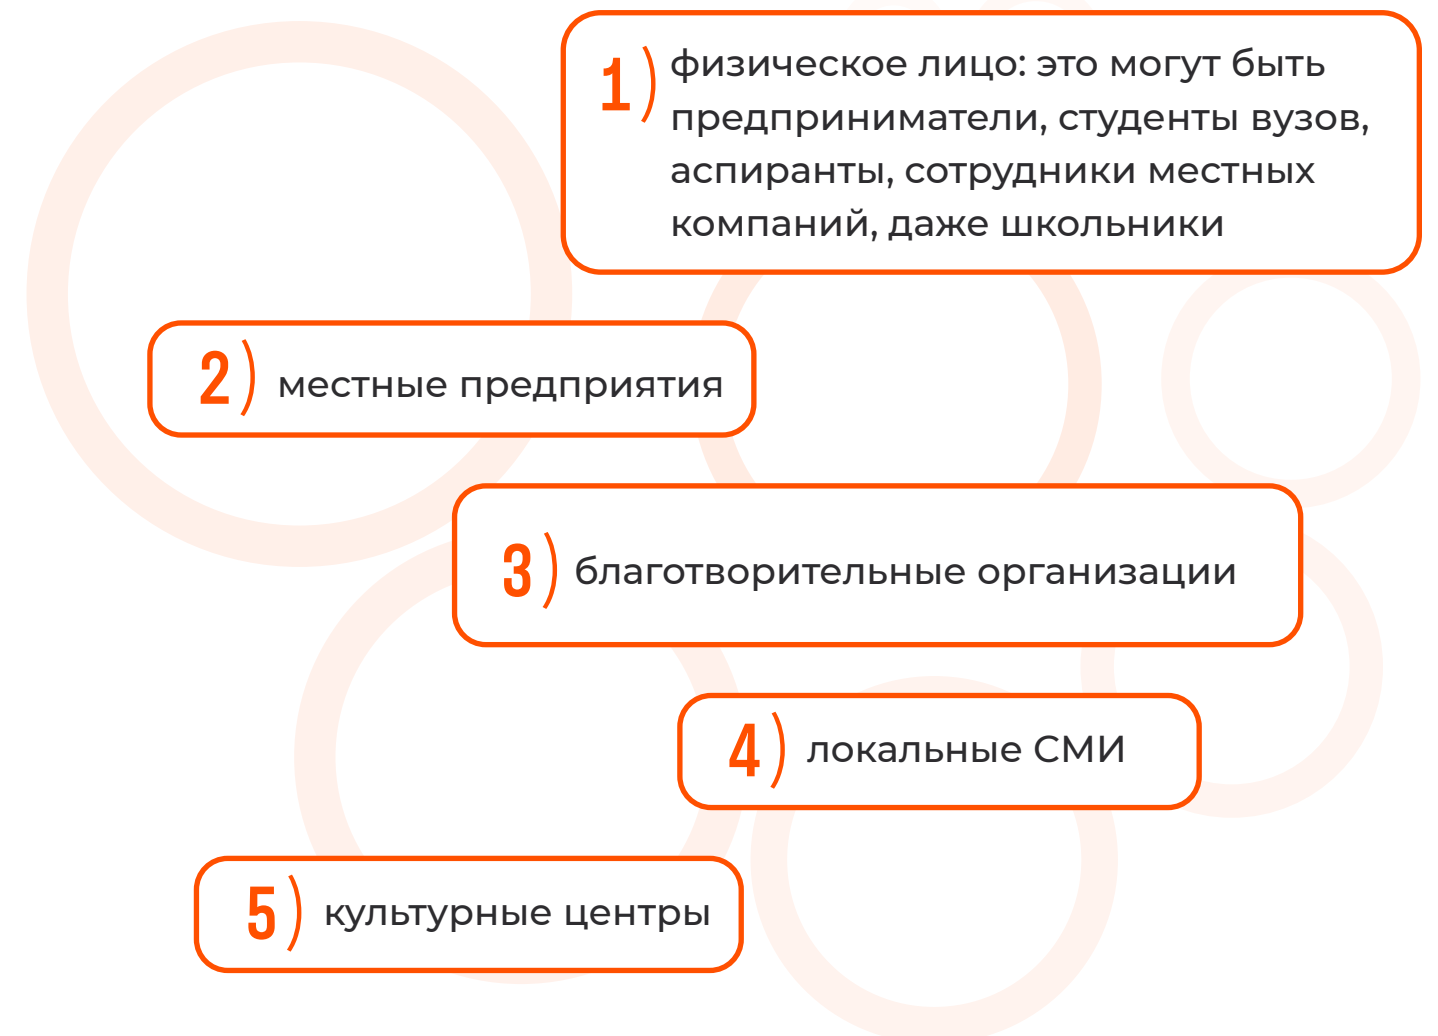 1) физическое лицо: это могут быть
предприниматели, студенты вузов,
аспиранты, сотрудники местных
компаний, даже школьники
2) местные предприятия
3) благотворительные организации
4) локальные СМИ
5) культурные центры